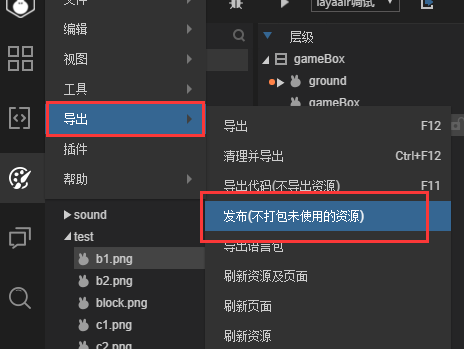 文件
layaair调试
编辑
视图
工具
导出
插件
帮助
层级
gameBox
ground
gameBox
导出 F12
清理并导出 Ctrl+F12
导出代码(不导出资源) F11
发布(不打包未使用的资源)
导出语言包
刷新资源及页面
刷新页面
刷新资源
sound
test
b1.png
b2.png
block.png
c1.png
c2.png